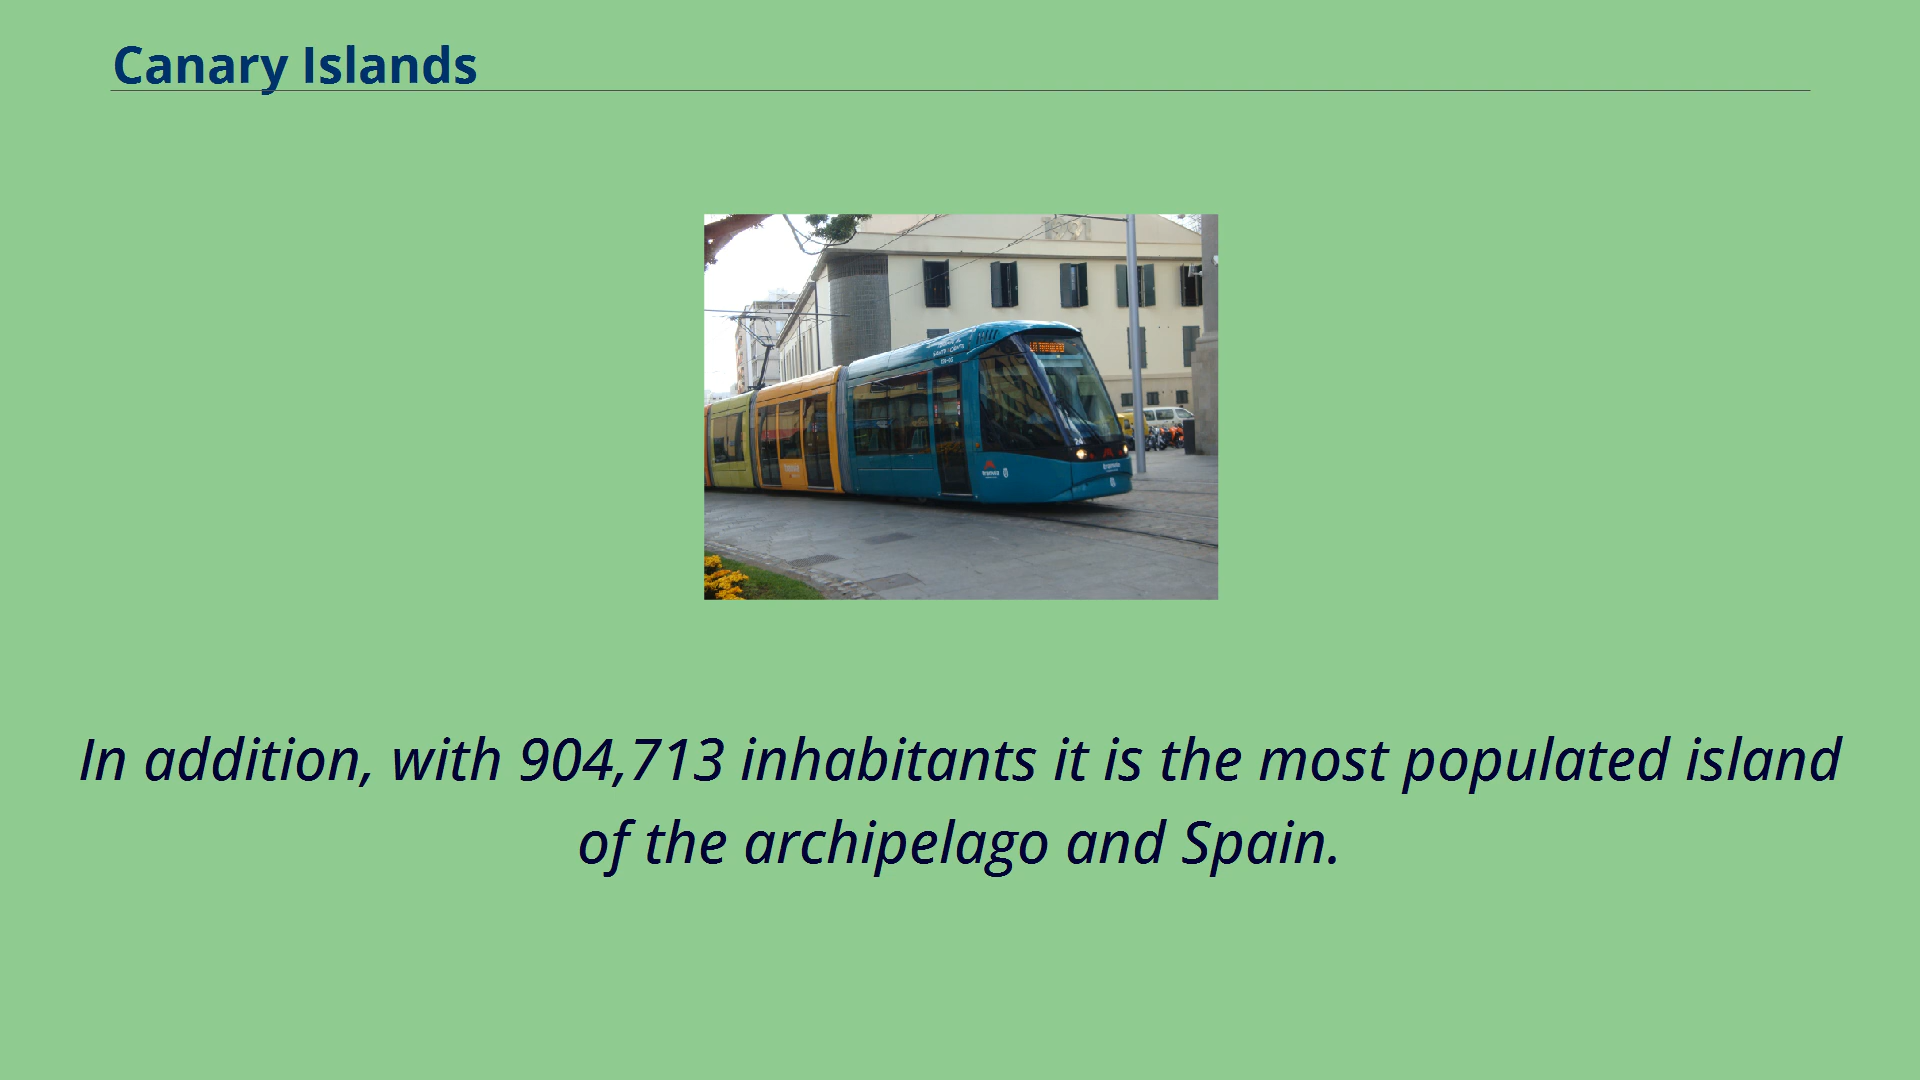 Canary Islands
1991
In addition, with 904,713 inhabitants it is the most populated island
of the archipelago and Spain.